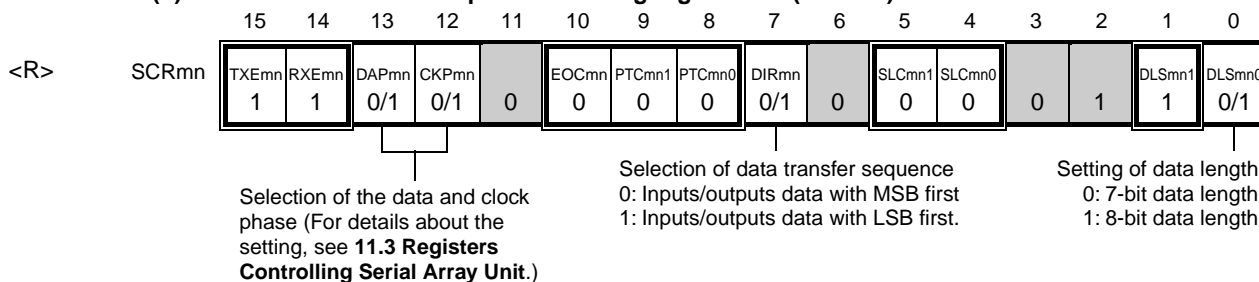 15 14 13 12 11 10 9 8 7 6 5 4 3 2 1 0
<R> SCRmn TXEmn RXEmn DAPmn CKPmn EOCmn PTCmn1 PTCmn0 DIRmn SLCmn1 SLCmn0 DLSmn1 DLSmn0
1 1 0/1 0/1 0 0 0 0 0/1 0 0 0 0 1 1 0/1
Selection of the data and clock
phase (For details about the
setting, see 11.3 Registers
Controlling Serial Array Unit.)
Selection of data transfer sequence
0: Inputs/outputs data with MSB first
1: Inputs/outputs data with LSB first.
Setting of data length
0: 7-bit data length
1: 8-bit data length